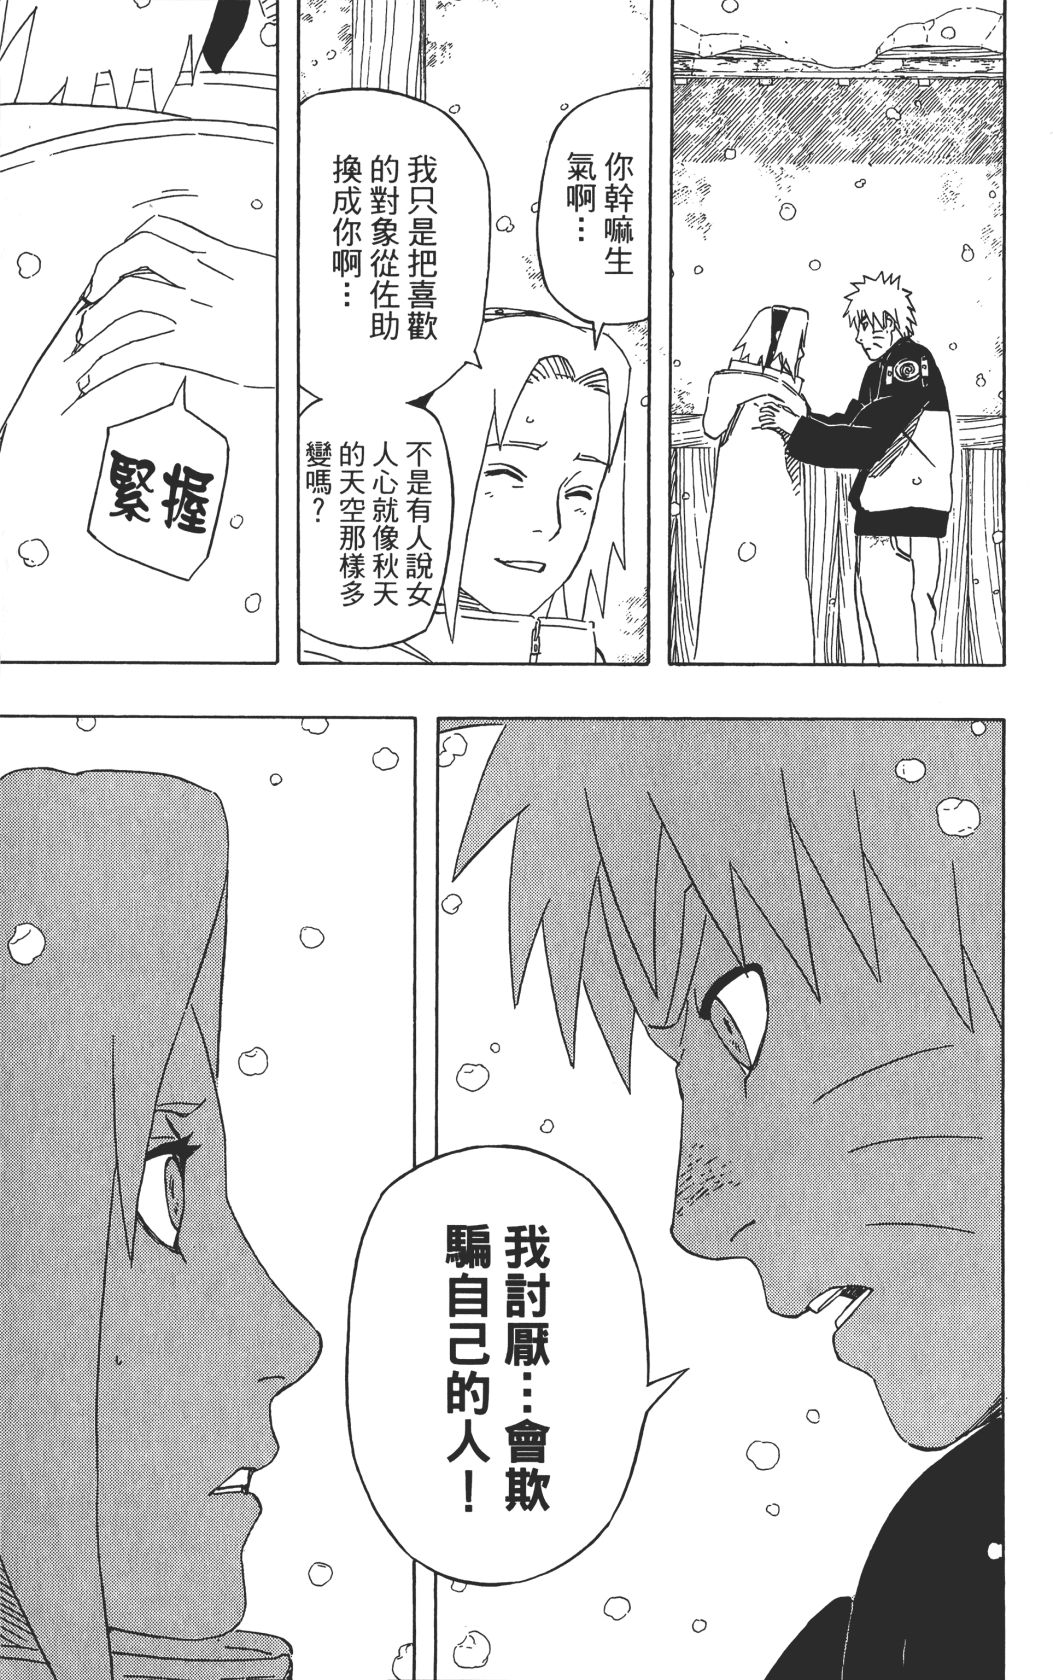 你幹嘛生
氣啊…
我只是把喜歡
的對象從佐助
換成你啊…
不是有人說女
人心就像秋天
的天空那樣多
變嗎？
握
緊
我討厭…會欺
騙自己的人！